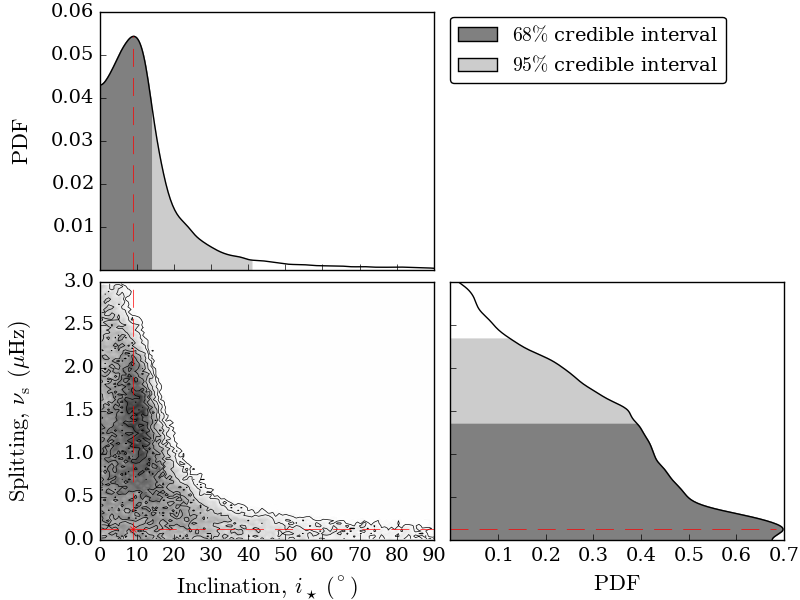 0.06
0.05
0.04
0.03
0.02
0.01
PDF
68% credible interval
95% credible interval
3.0
2.5
2.0
1.5
1.0
0.5
0.0
Splitting, νs (μHz)
0 10 20 30 40 50 60 70 80 90
Inclination, i⋆ (°)
0.1 0.2 0.3 0.4 0.5 0.6 0.7
PDF